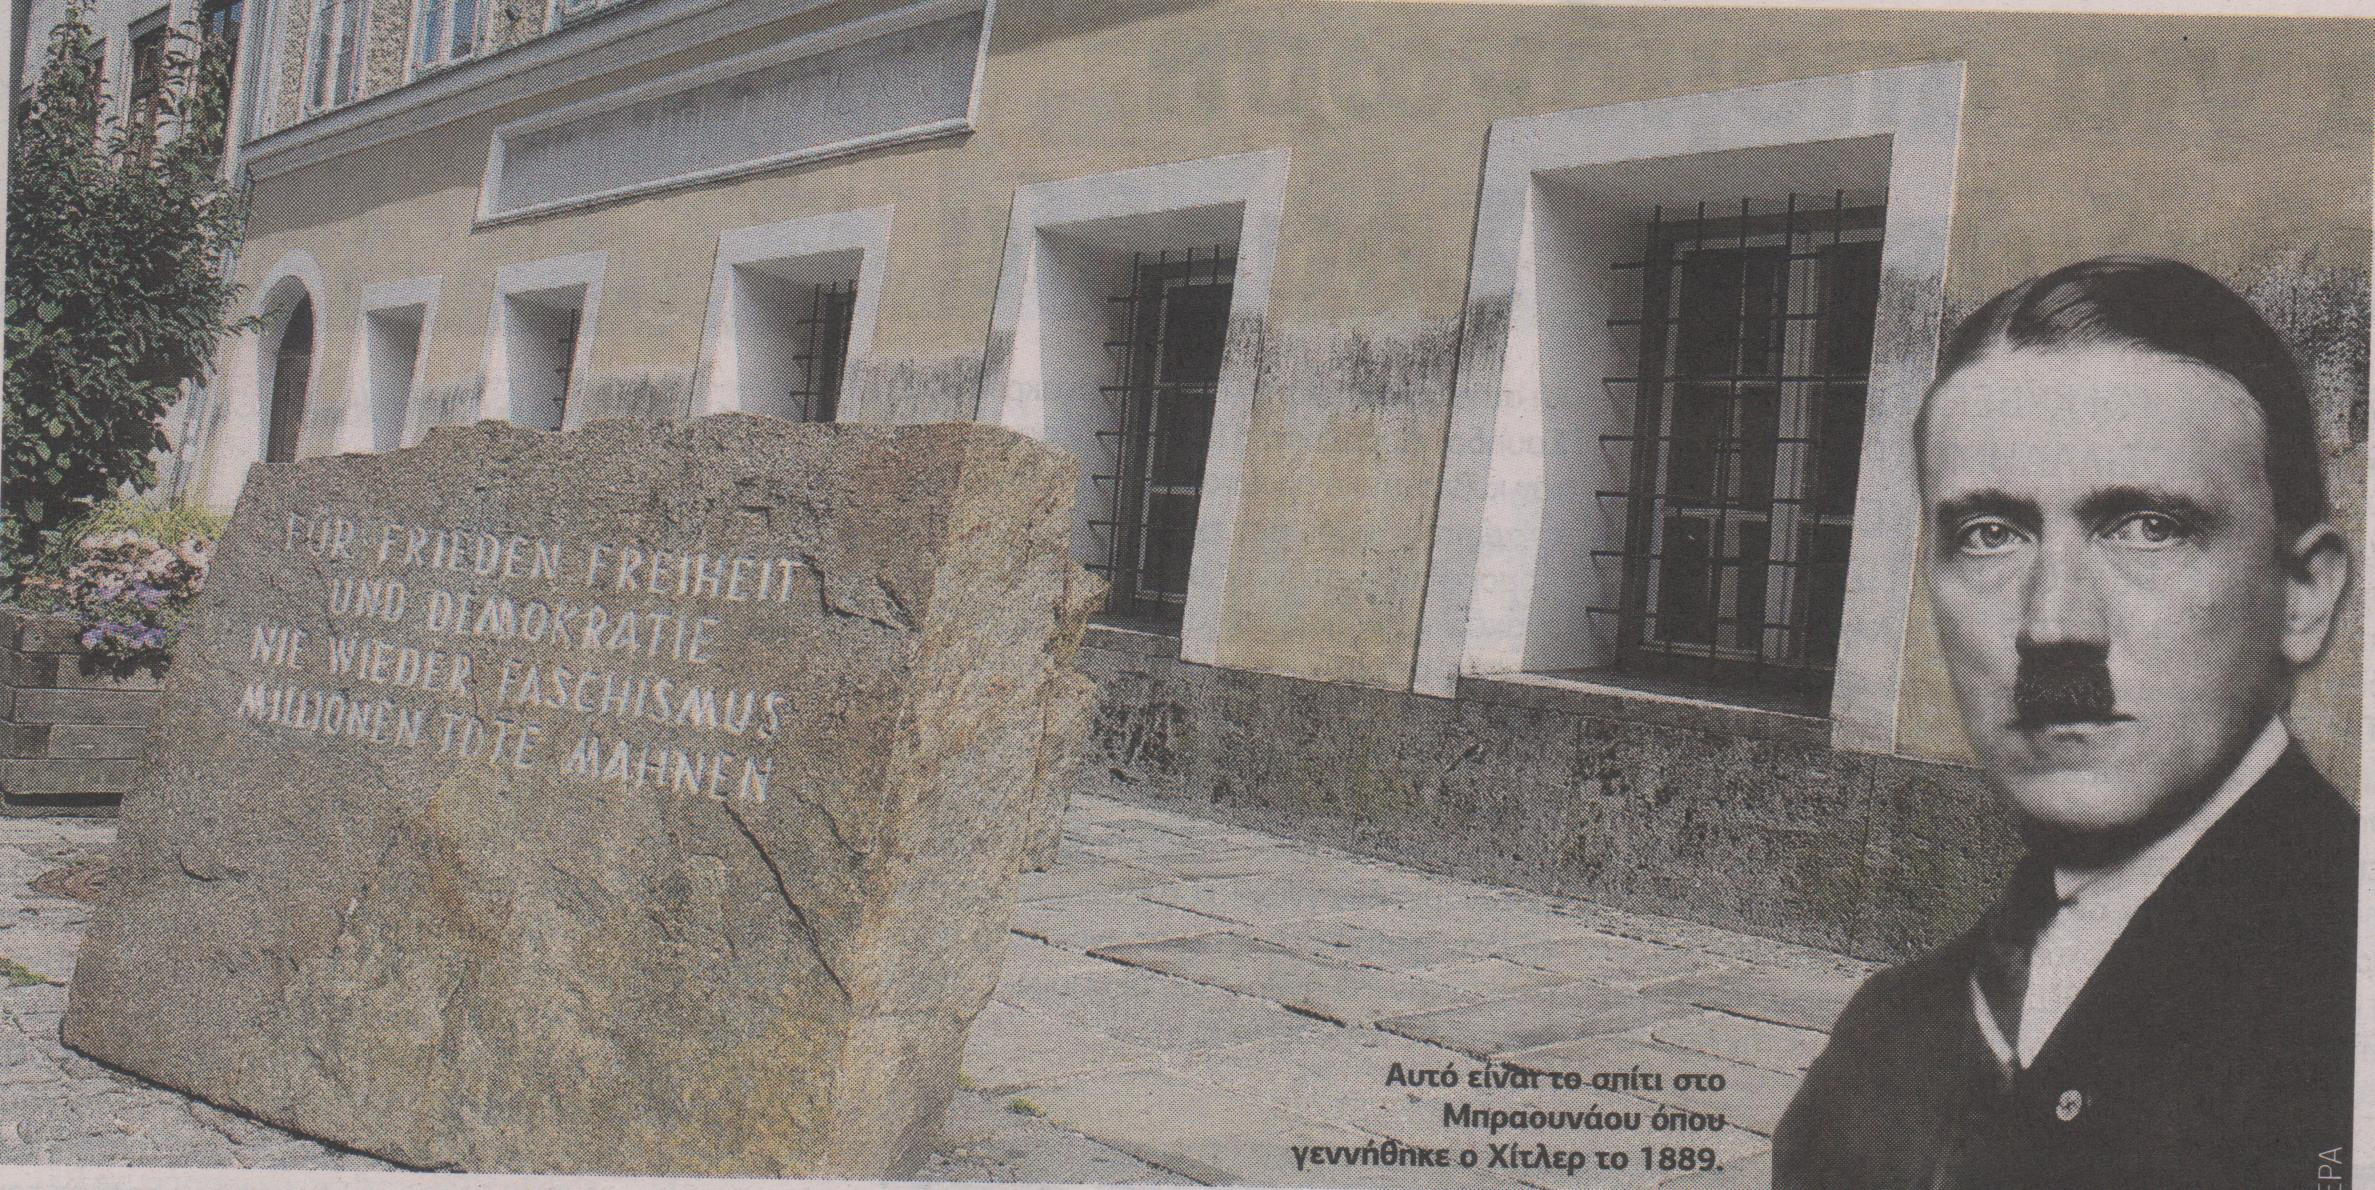 FÜR FRIEDEN FREIHEIT
UND DEMOKRATIE
NIE WIEDER FASCHISMUS
MILLIONEN TOTE MAHNEN
Αυτό είναι το σπίτι στο
Μπραουνάου όπου
γεννήθηκε ο Χίτλερ το 1889.
EPA